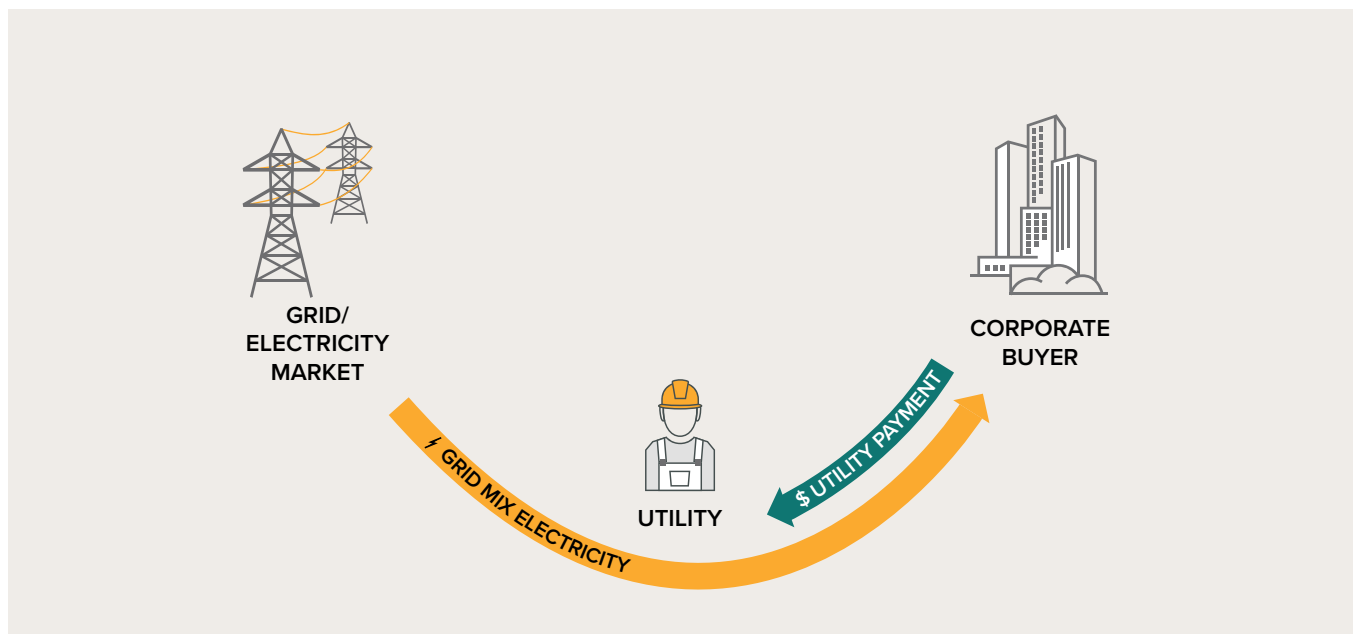 GRID/
ELECTRICITY
MARKET
CORPORATE
BUYER
$ UTILITY PAYMENT
UTILITY
GRID MIX ELECTRICITY